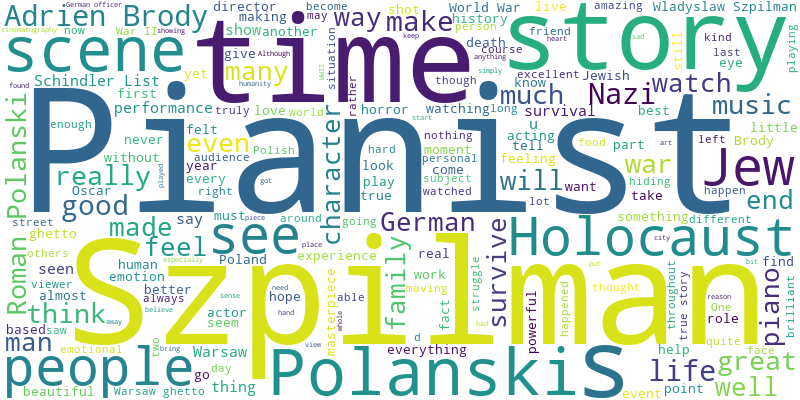 German officer
Adrien Brody
director
become
World War
live
amazing
Wladyslaw Szpilman
cinematography
now
War II
showing
making
may
shot
history
person
kind
playing
scene
time
story
show
another
way
make
friend
heart
death
although
keep
anything
give
situation
WWII
of course
still
last
eye
sad
Schindler List
yet
many
humanity
simply
though
excellent
Jewish
Nazi
watch
found
first
performance
truly
love
world
horror
rather
watching
long
much
know
survival
best
music
Pianist
Roman Polanski
enough
never
without
felt
even
audience
Polish
hard
nothing
moment
personal
come
start
u
acting
tell
feeling
food
part
art
left
little
Brody
Jew
really
Oscar
played
year
every
right
got
look
play
true
subject
watched
character
will
want
lot
war
hiding
take
happen
end
good
street
made
say
must
piece
around
going
German
something
different
ghetto
others
feel
see
Poland
place
experience
family
real
survive
Holocaust
city
piano
viewer
seen
human
emotion
especially
think
almost
better
always
sense
need
hope
masterpiece
able
fact
work
moving
struggle
put
thought
bit
find
brilliant
man
based
saw
actor
seem
believe
hand
whole
d
bad
powerful
happened
throughout
true story
reason
One
role
quite
Szpilman
emotional
away
two
Warsaw
go
day
bring
view
everything
life
help
face
great
people
beautiful
Warsaw ghetto
thing
Polanski
s
event
point
well